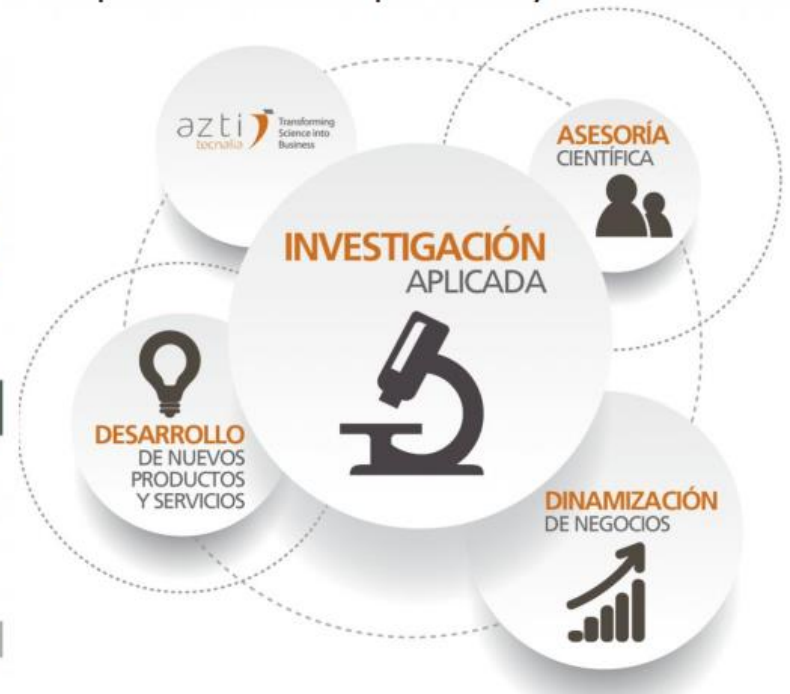 azti
tecnalia
Transforming
Science into
Business
ASESORÍA
CIENTÍFICA
INVESTIGACIÓN
APLICADA
DESARROLLO
DE NUEVOS
PRODUCTOS
Y SERVICIOS
DINAMIZACIÓN
DE NEGOCIOS